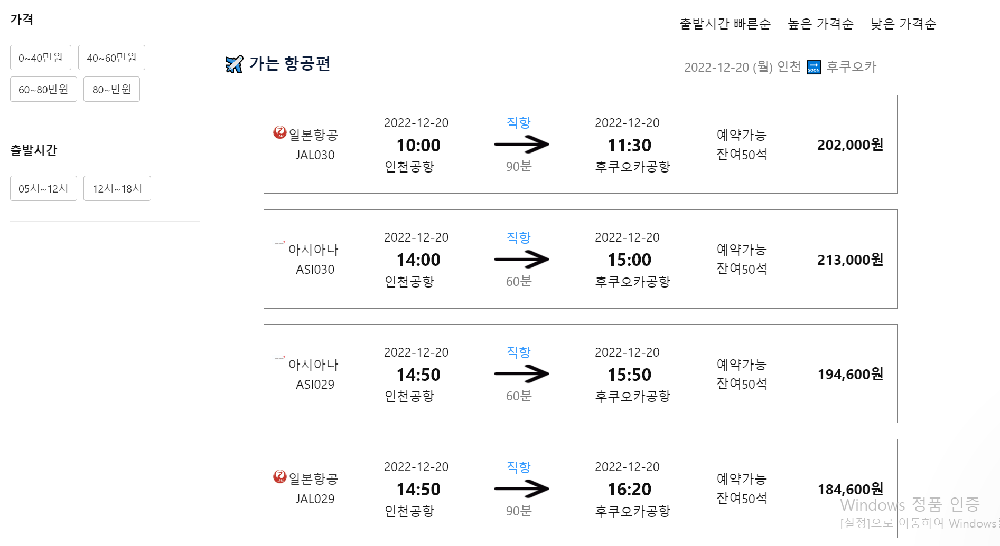 가격
0~40만원 40~60만원
60~80만원 80~만원
출발시간
05시~12시 12시~18시
출발시간 빠른순 높은 가격순 낮은 가격순
가는 항공편
2022-12-20 (월) 인천 SOON 후쿠오카
JAL 일본항공
JAL030
2022-12-20
10:00
인천공항
직항
90분
2022-12-20
11:30
후쿠오카공항
예약가능
잔여50석
202,000원
아시아나
ASI030
2022-12-20
14:00
인천공항
직항
60분
2022-12-20
15:00
후쿠오카공항
예약가능
잔여50석
213,000원
아시아나
ASI029
2022-12-20
14:50
인천공항
직항
60분
2022-12-20
15:50
후쿠오카공항
예약가능
잔여50석
194,600원
JAL 일본항공
JAL029
2022-12-20
14:50
인천공항
직항
90분
2022-12-20
16:20
후쿠오카공항
예약가능
잔여50석
184,600원
Windows 정품 인증
[설정]으로 이동하여 Windows를